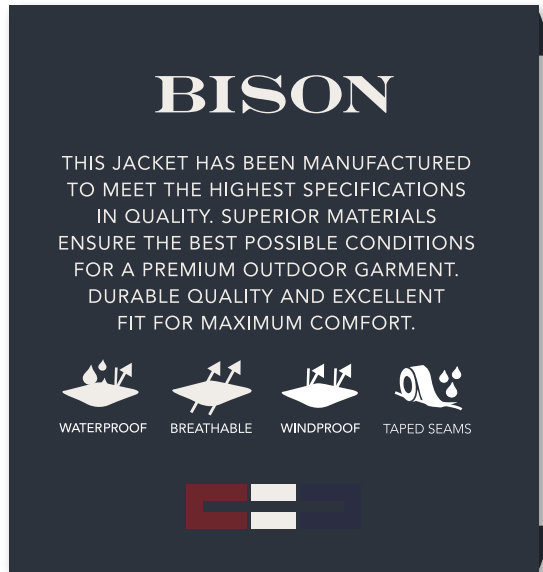 BISON
THIS JACKET HAS BEEN MANUFACTURED
TO MEET THE HIGHEST SPECIFICATIONS
IN QUALITY. SUPERIOR MATERIALS
ENSURE THE BEST POSSIBLE CONDITIONS
FOR A PREMIUM OUTDOOR GARMENT.
DURABLE QUALITY AND EXCELLENT
FIT FOR MAXIMUM COMFORT.
WATERPROOF BREATHABLE WINDPROOF TAPED SEAMS